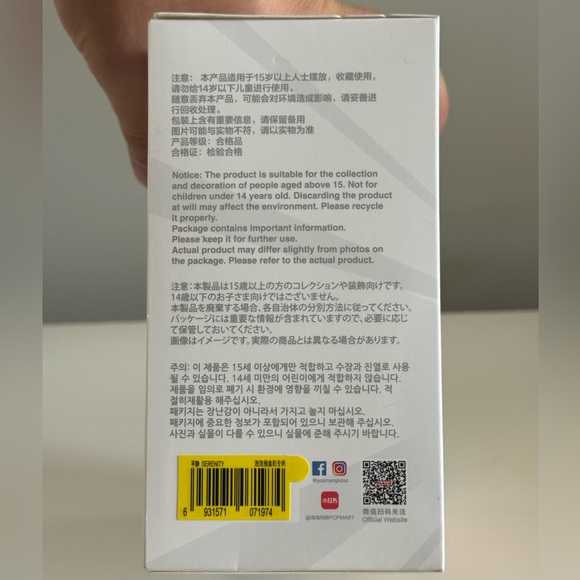 注意： 本产品适用于15岁以上人士摆放，收藏使用，
请勿给14岁以下儿童进行使用。
随意丢弃本产品，可能会对环境造成影响，请妥善进
行回收处理。
包装上含有重要信息，请保留备用
图片可能与实物不符，请以实物为准
产品等级：合格品
合格证：检验合格
Notice: The product is suitable for the collection
and decoration of people aged above 15. Not for
children under 14 years old. Discarding the product
at will may affect the environment. Please recycle
it properly.
Package contains important information.
Please keep it for further use.
Actual product may differ slightly from photos on
the package. Please refer to the actual product.
注意：本製品は15歳以上の方のコレクションや装飾向けです。
14歳以下のお子さま向けではございません。
本製品を廃棄する場合、各自治体の分別方法に従ってください。
パッケージには重要な情報が含まれていますので、必要に応じ
て保管しておいてください。
画像はイメージです。実際の商品とは異なる場合があります。
주의: 이 제품은 15세 이상에게만 적합하고 수장과 진열로 사용
될 수 있습니다. 14세 미만의 어린이에게 적합하지 않습니다.
제품을 임의로 폐기 시 환경에 영향을 끼칠 수 있습니다. 적
절히재활용 해주십시오.
패키지는 장난감이 아니라서 가지고 놀지 마십시오.
패키지에 중요한 정보가 포함되어 있으니 보관해 주십시오.
사진과 실물이 다를 수 있으니 실물에 준해 주시기 바랍니다.
平静 SERENITY
6 931571 071974
@popmartglobal
小红书
@泡泡玛特POPMART
微信扫码关注
Official Website